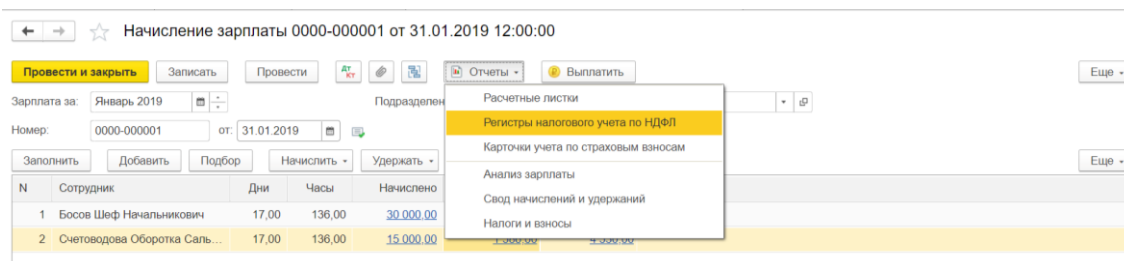 Начисление зарплаты 0000-000001 от 31.01.2019 12:00:00
Провести и закрыть Записать Провести Дт Кт Отчеты Выплатить Еще
Зарплата за: Январь 2019 Подразделен
Номер: 0000-000001 от: 31.01.2019
Заполнить Добавить Подбор Начислить Удержать Еще
Расчетные листки
Регистры налогового учета по НДФЛ
Карточки учета по страховым взносам
Анализ зарплаты
Свод начислений и удержаний
Налоги и взносы
N Сотрудник Дни Часы Начислено
1 Босов Шеф Начальникович 17,00 136,00 30 000,00
2 Счетоводова Оборотка Саль... 17,00 136,00 15 000,00